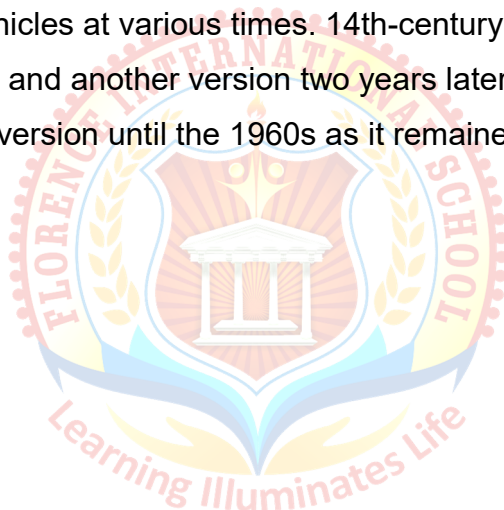 nicles at various times. 14th-century
and another version two years later
version until the 1960s as it remaine
FLORENCE INTERNATIONAL SCHOOL
Learning Illuminates Life